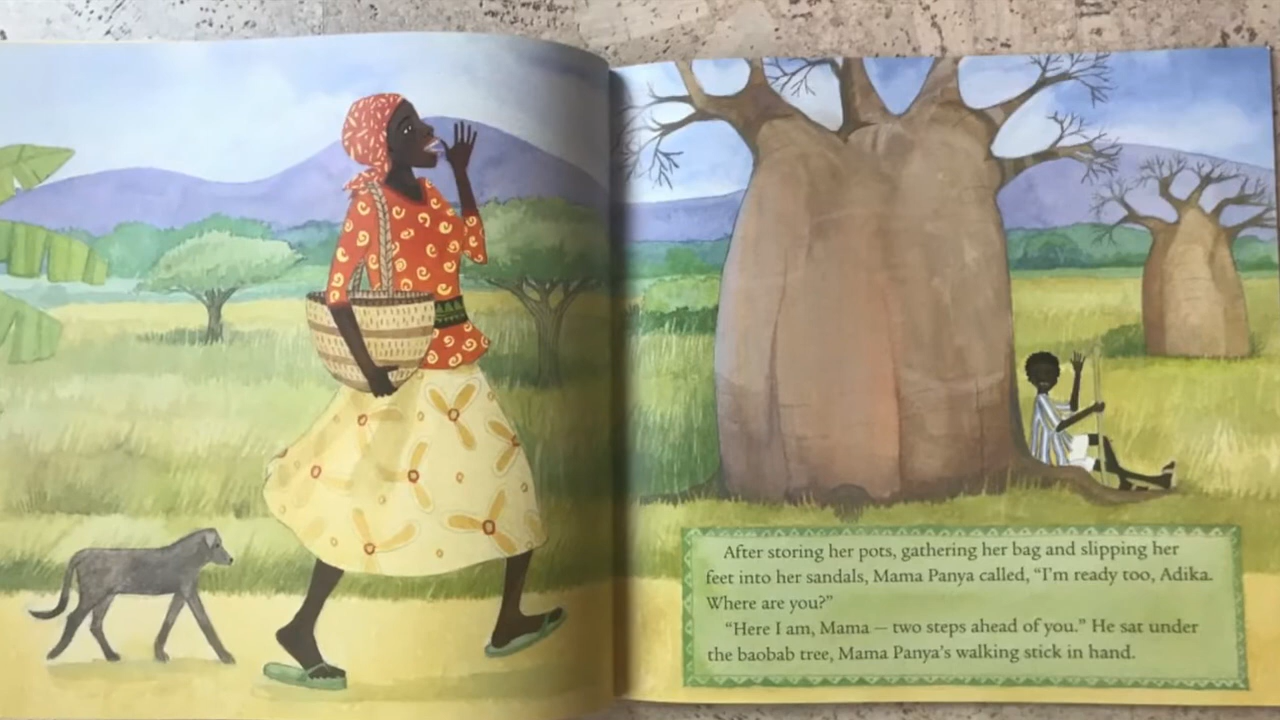 After storing her pots, gathering her bag and slipping her
feet into her sandals, Mama Panya called, “I’m ready too, Adika.
Where are you?”
“Here I am, Mama — two steps ahead of you.” He sat under
the baobab tree, Mama Panya’s walking stick in hand.